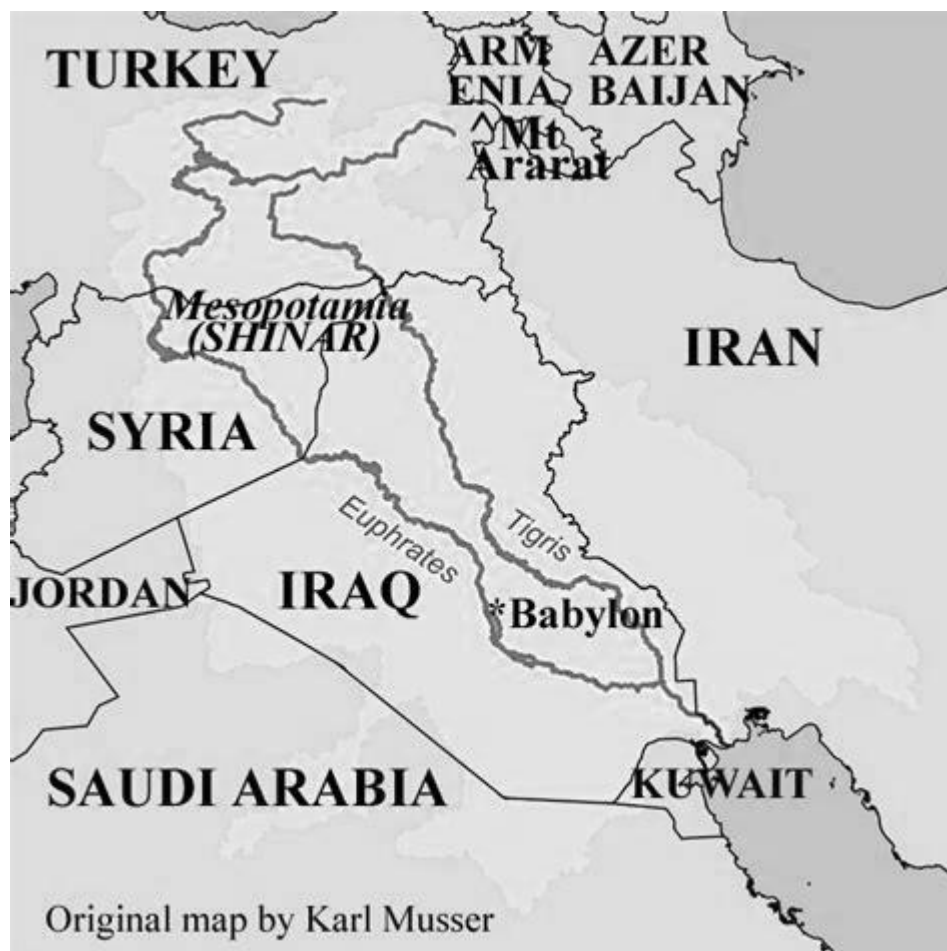 TURKEY
ARM
ENIA
AZER
BAIJAN
Mt
Ararat
Mesopotamia
(SHINAR)
IRAN
SYRIA
Euphrates
Tigris
JORDAN
IRAQ
*Babylon
SAUDI ARABIA
KUWAIT
Original map by Karl Musser